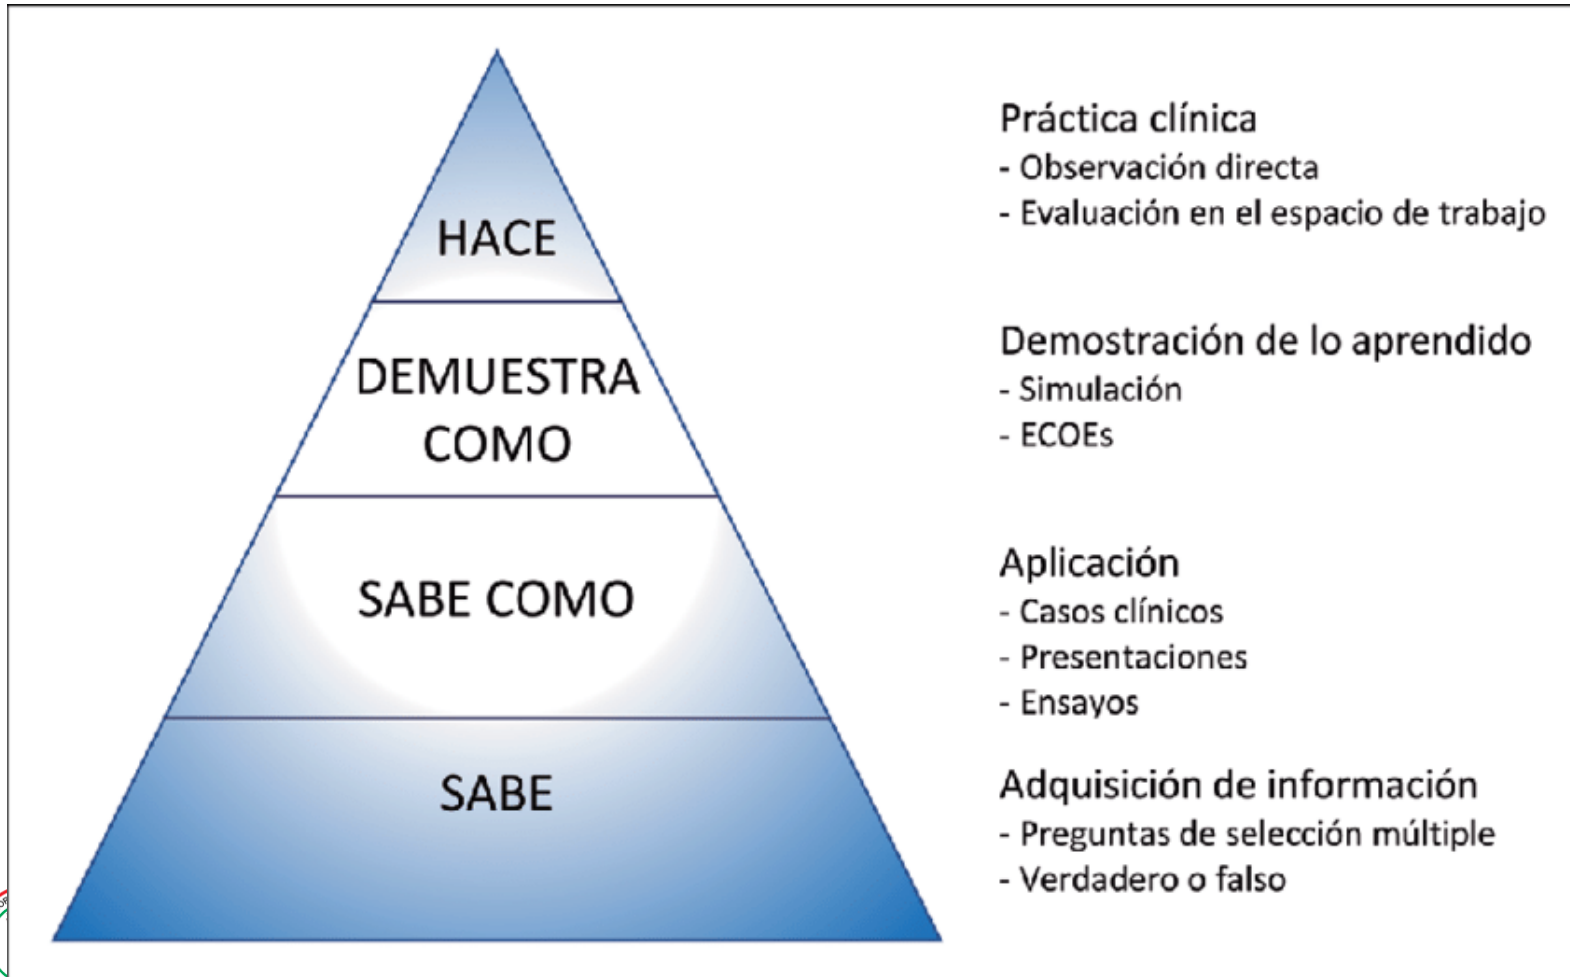 HACE
Práctica clínica
- Observación directa
- Evaluación en el espacio de trabajo
DEMUESTRA
COMO
Demostración de lo aprendido
- Simulación
- ECOEs
SABE COMO
Aplicación
- Casos clínicos
- Presentaciones
- Ensayos
SABE
Adquisición de información
- Preguntas de selección múltiple
- Verdadero o falso